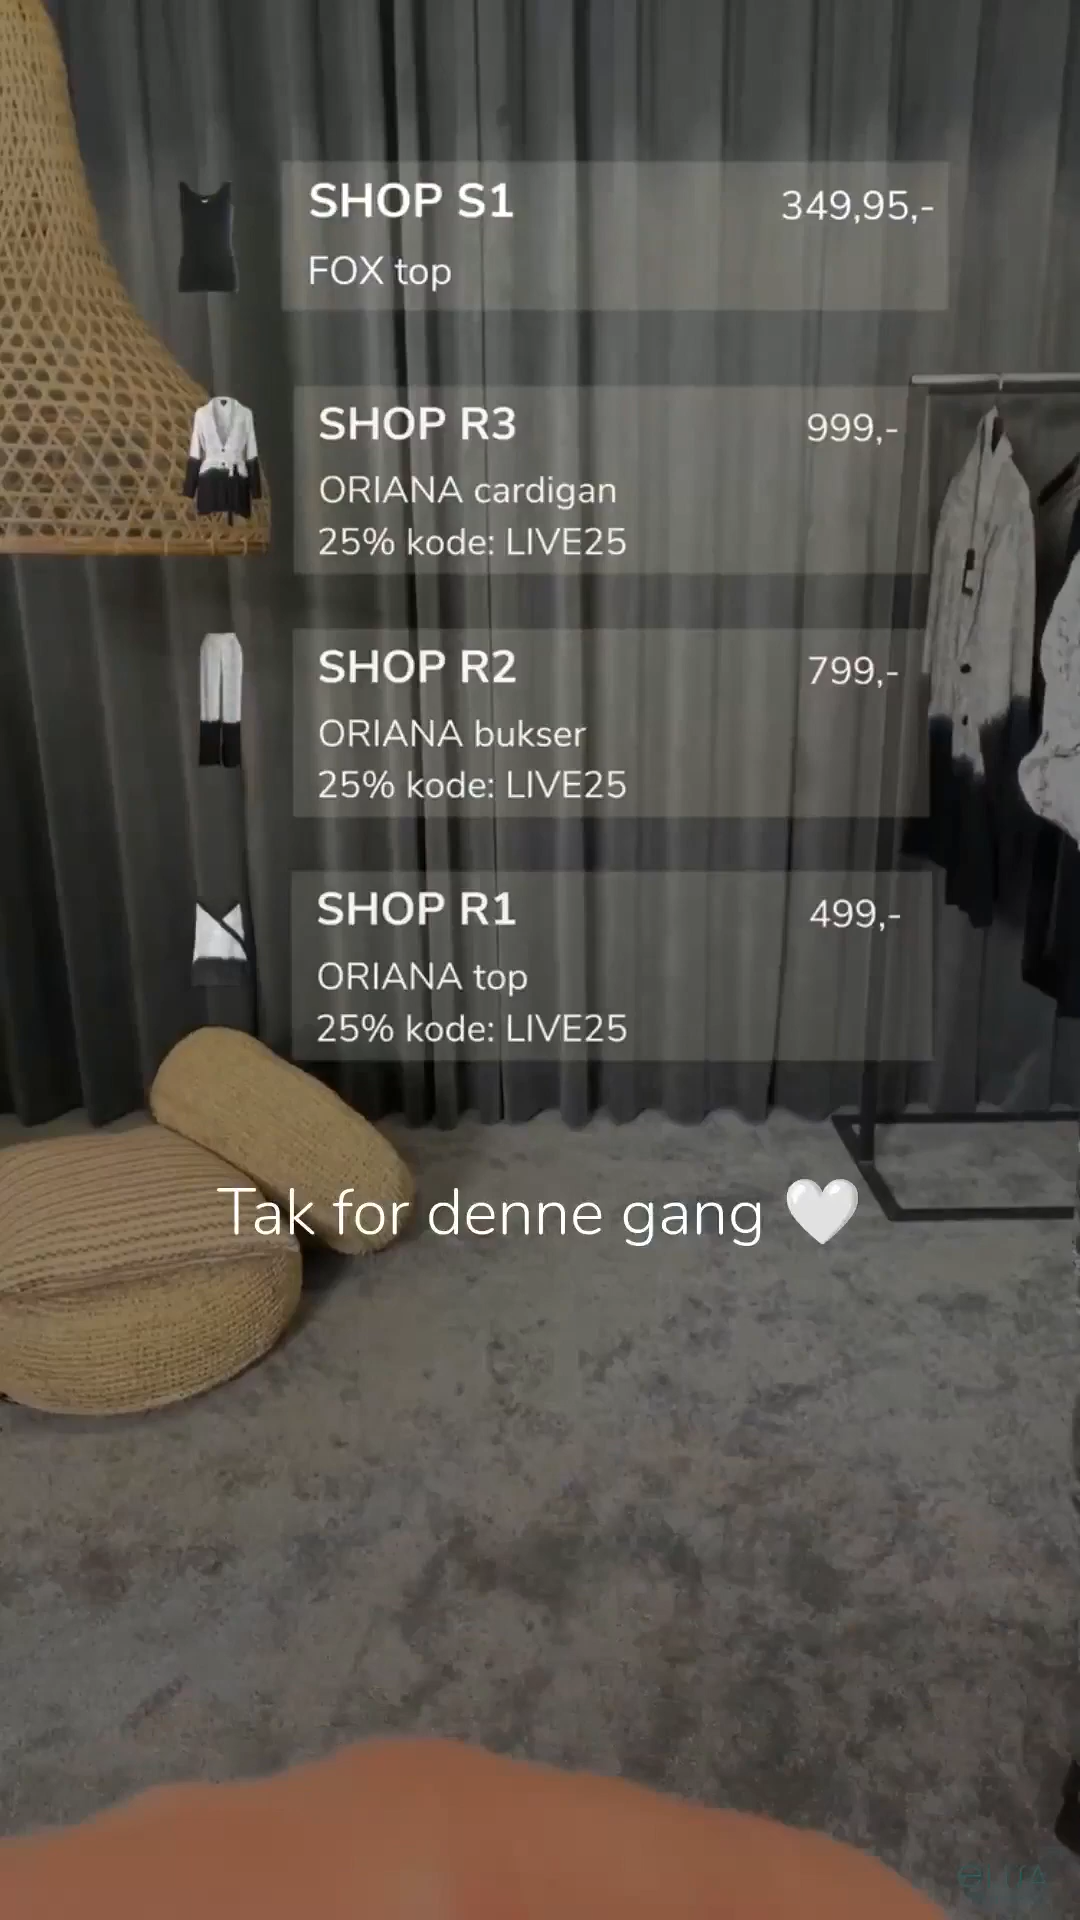 SHOP S1 349,95,-
FOX top
SHOP R3 999,-
ORIANA cardigan
25% kode: LIVE25
SHOP R2 799,-
ORIANA bukser
25% kode: LIVE25
SHOP R1 499,-
ORIANA top
25% kode: LIVE25
Tak for denne gang 🤍